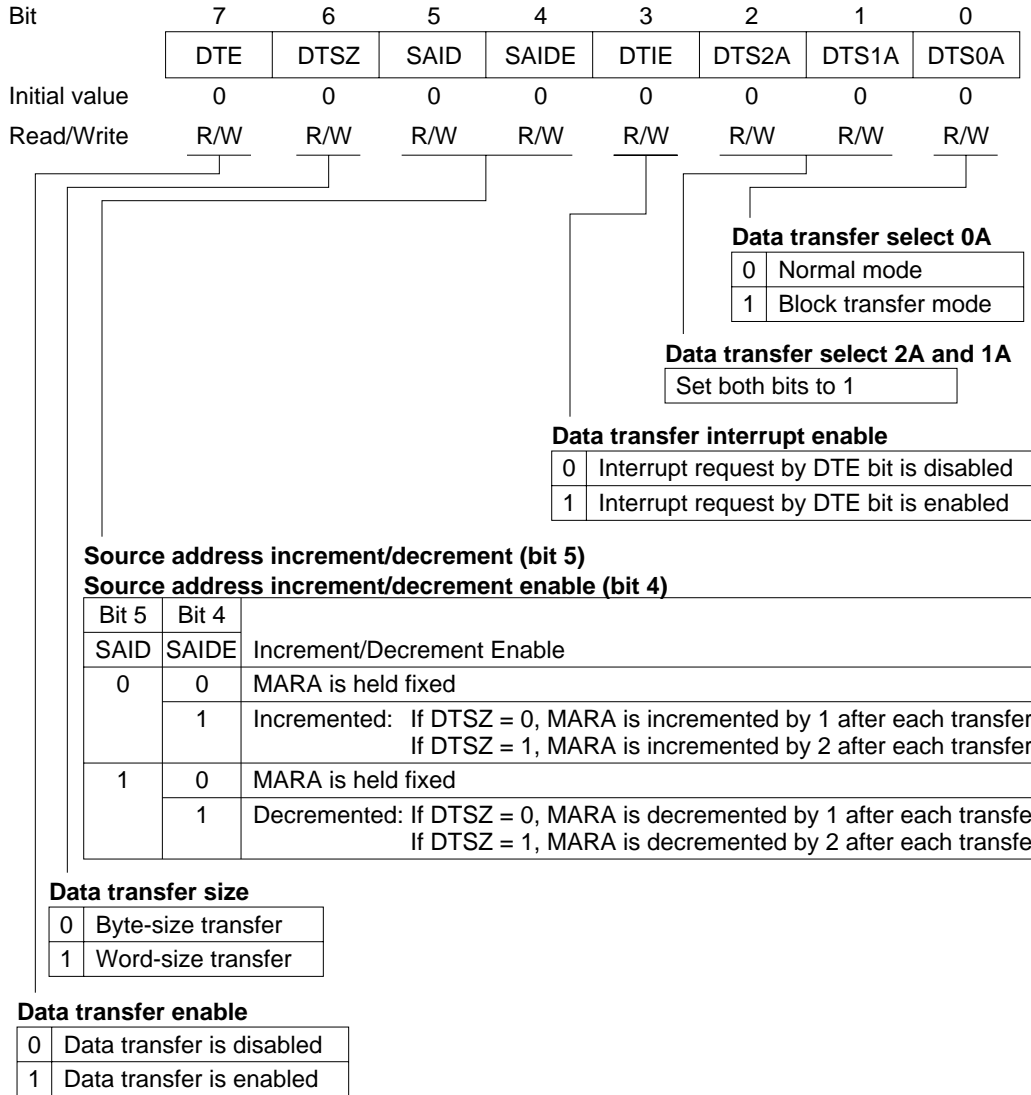 Bit 7 6 5 4 3 2 1 0
DTE DTSZ SAID SAIDE DTIE DTS2A DTS1A DTS0A
Initial value 0 0 0 0 0 0 0 0
Read/Write R/W R/W R/W R/W R/W R/W R/W R/W
Data transfer select 0A
0 Normal mode
1 Block transfer mode
Data transfer select 2A and 1A
Set both bits to 1
Data transfer interrupt enable
0 Interrupt request by DTE bit is disabled
1 Interrupt request by DTE bit is enabled
Source address increment/decrement (bit 5)
Source address increment/decrement enable (bit 4)
Bit 5 Bit 4
SAID SAIDE Increment/Decrement Enable
0 0 MARA is held fixed
1 Incremented: If DTSZ = 0, MARA is incremented by 1 after each transfer
If DTSZ = 1, MARA is incremented by 2 after each transfer
1 0 MARA is held fixed
1 Decremented: If DTSZ = 0, MARA is decremented by 1 after each transfe
If DTSZ = 1, MARA is decremented by 2 after each transfe
Data transfer size
0 Byte-size transfer
1 Word-size transfer
Data transfer enable
0 Data transfer is disabled
1 Data transfer is enabled